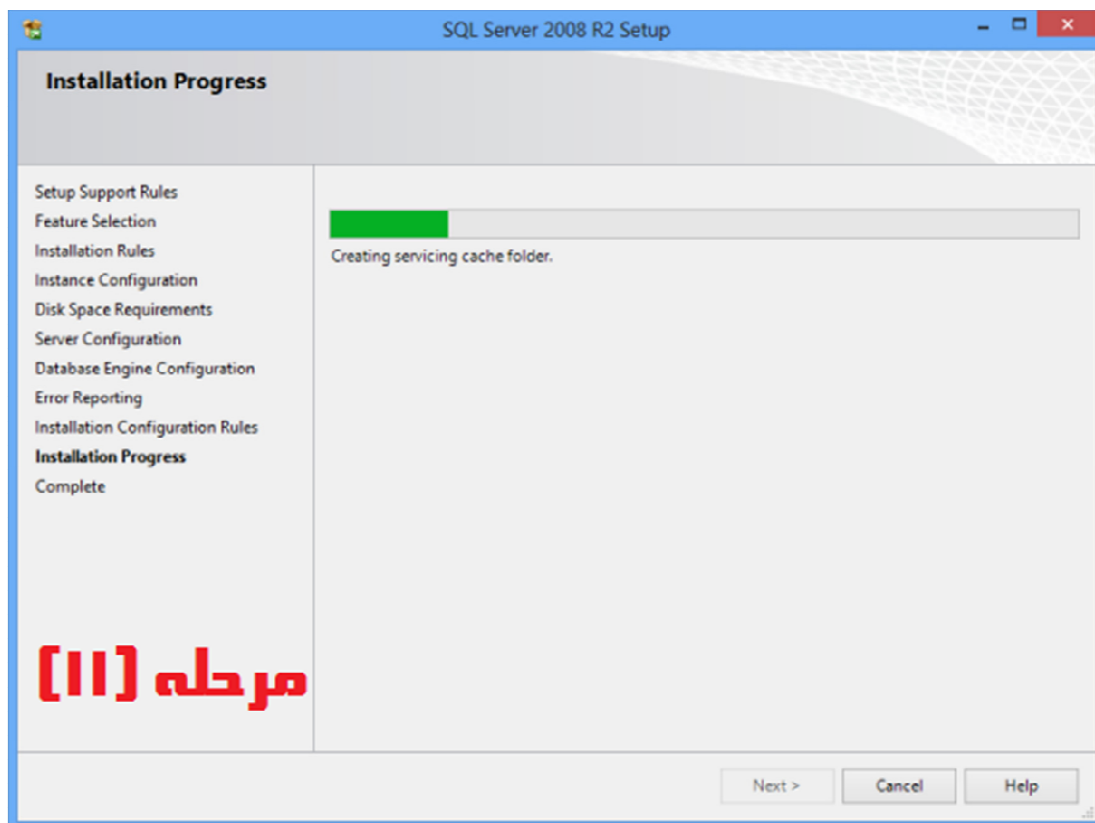 SQL Server 2008 R2 Setup
Installation Progress
Setup Support Rules
Feature Selection
Installation Rules
Instance Configuration
Disk Space Requirements
Server Configuration
Database Engine Configuration
Error Reporting
Installation Configuration Rules
Installation Progress
Complete
Creating servicing cache folder.
مرحله [۱۱]
Next >
Cancel
Help